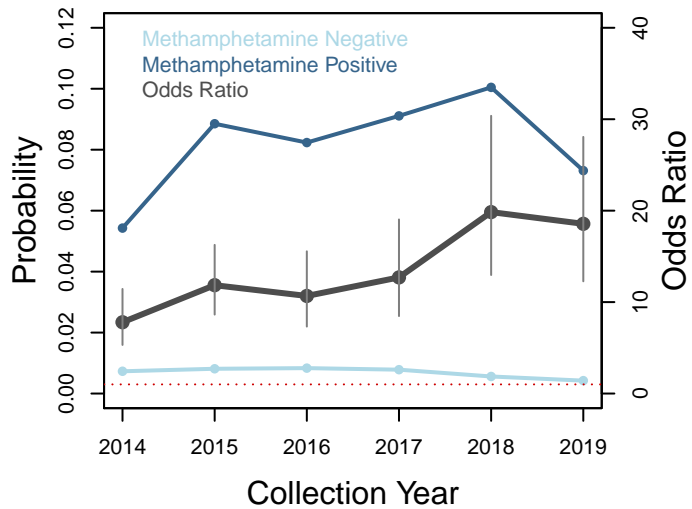 Methamphetamine Negative
Methamphetamine Positive
Odds Ratio
0.12
0.10
0.08
0.06
0.04
0.02
0.00
Probability
40
30
20
10
0
Odds Ratio
2014 2015 2016 2017 2018 2019
Collection Year